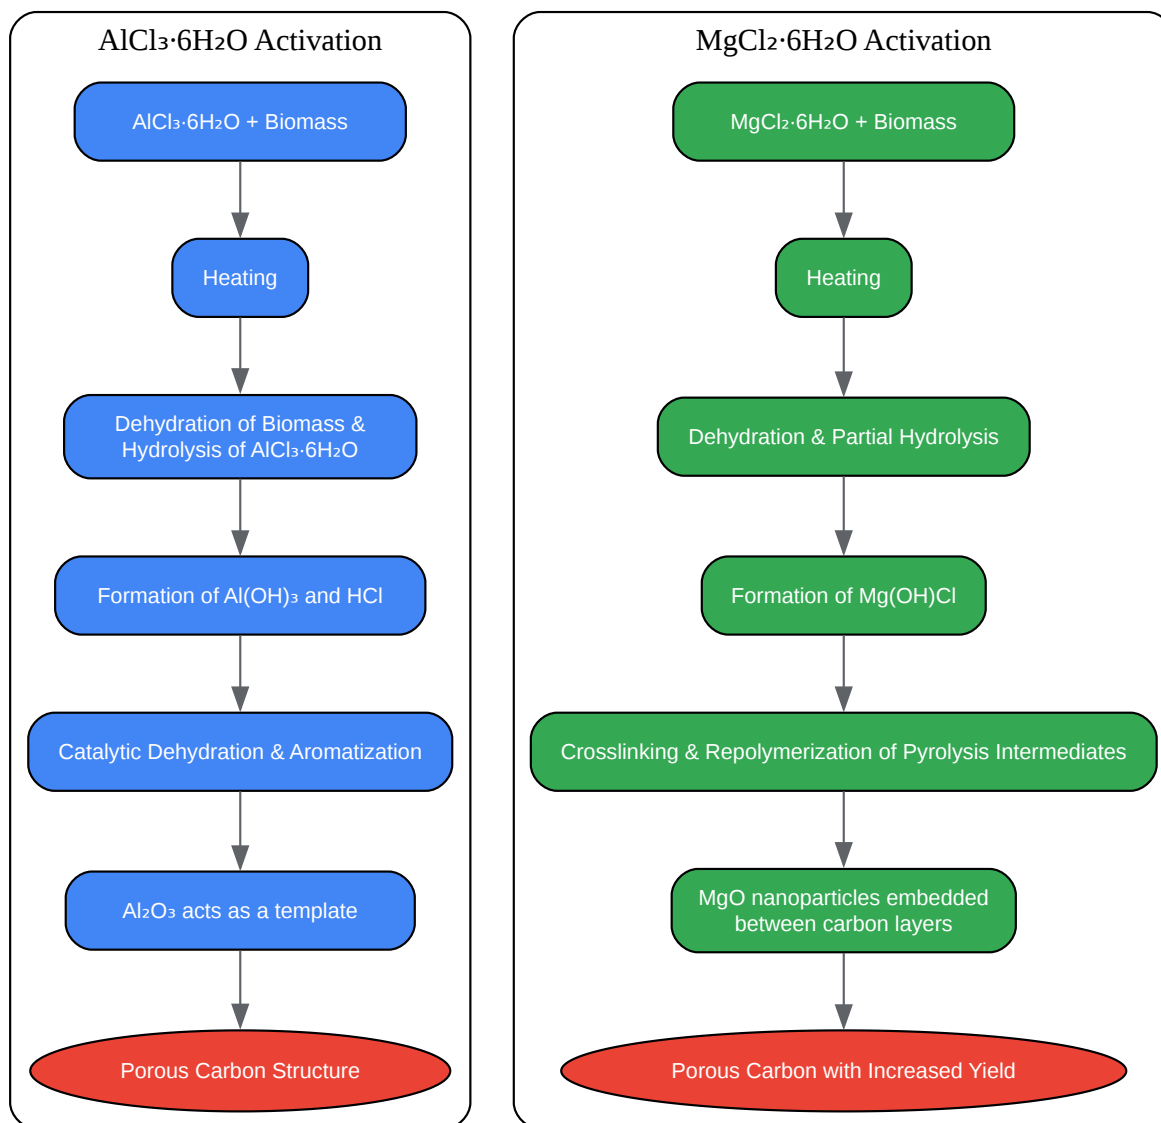 AlCl₃·6H₂O Activation
AlCl₃·6H₂O + Biomass
Heating
Dehydration of Biomass &
Hydrolysis of AlCl₃·6H₂O
Formation of Al(OH)₃ and HCl
Catalytic Dehydration & Aromatization
Al₂O₃ acts as a template
Porous Carbon Structure
MgCl₂·6H₂O Activation
MgCl₂·6H₂O + Biomass
Heating
Dehydration & Partial Hydrolysis
Formation of Mg(OH)Cl
Crosslinking & Repolymerization of Pyrolysis Intermediates
MgO nanoparticles embedded
between carbon layers
Porous Carbon with Increased Yield